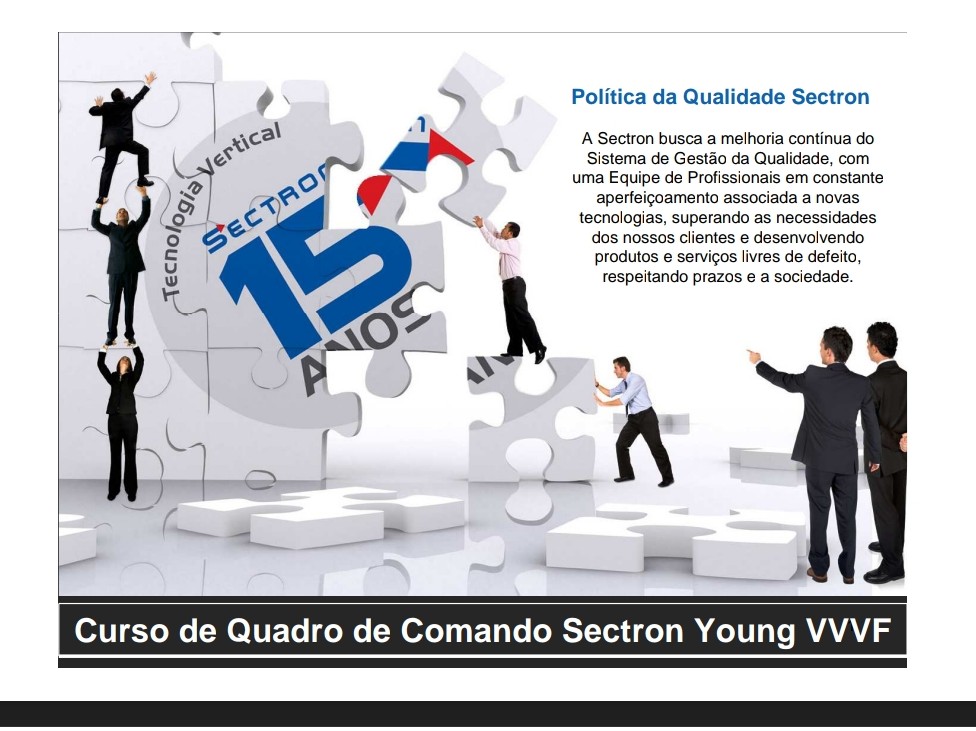 Política da Qualidade Sectron
A Sectron busca a melhoria contínua do
Sistema de Gestão da Qualidade, com
uma Equipe de Profissionais em constante
aperfeiçoamento associada a novas
tecnologias, superando as necessidades
dos nossos clientes e desenvolvendo
produtos e serviços livres de defeito,
respeitando prazos e a sociedade.
Tecnologia Vertical
SECTRON
15
ANOS
Curso de Quadro de Comando Sectron Young VVVF